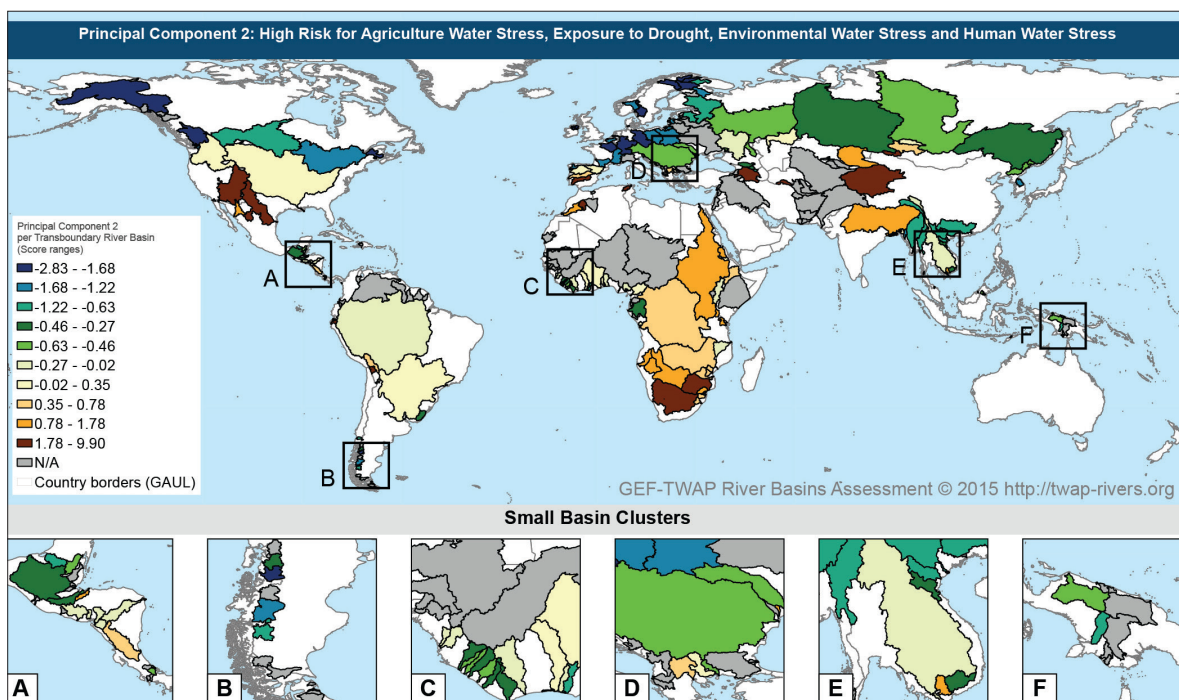 Principal Component 2: High Risk for Agriculture Water Stress, Exposure to Drought, Environmental Water Stress and Human Water Stress
Principal Component 2
per Transboundary River Basin
(Score ranges)
-2.83 - -1.68
-1.68 - -1.22
-1.22 - -0.63
-0.46 - -0.27
-0.63 - -0.46
-0.27 - -0.02
-0.02 - 0.35
0.35 - 0.78
0.78 - 1.78
1.78 - 9.90
N/A
Country borders (GAUL)
A
B
C
D
E
F
GEF-TWAP River Basins Assessment © 2015 http://twap-rivers.org
Small Basin Clusters
A
B
C
D
E
F